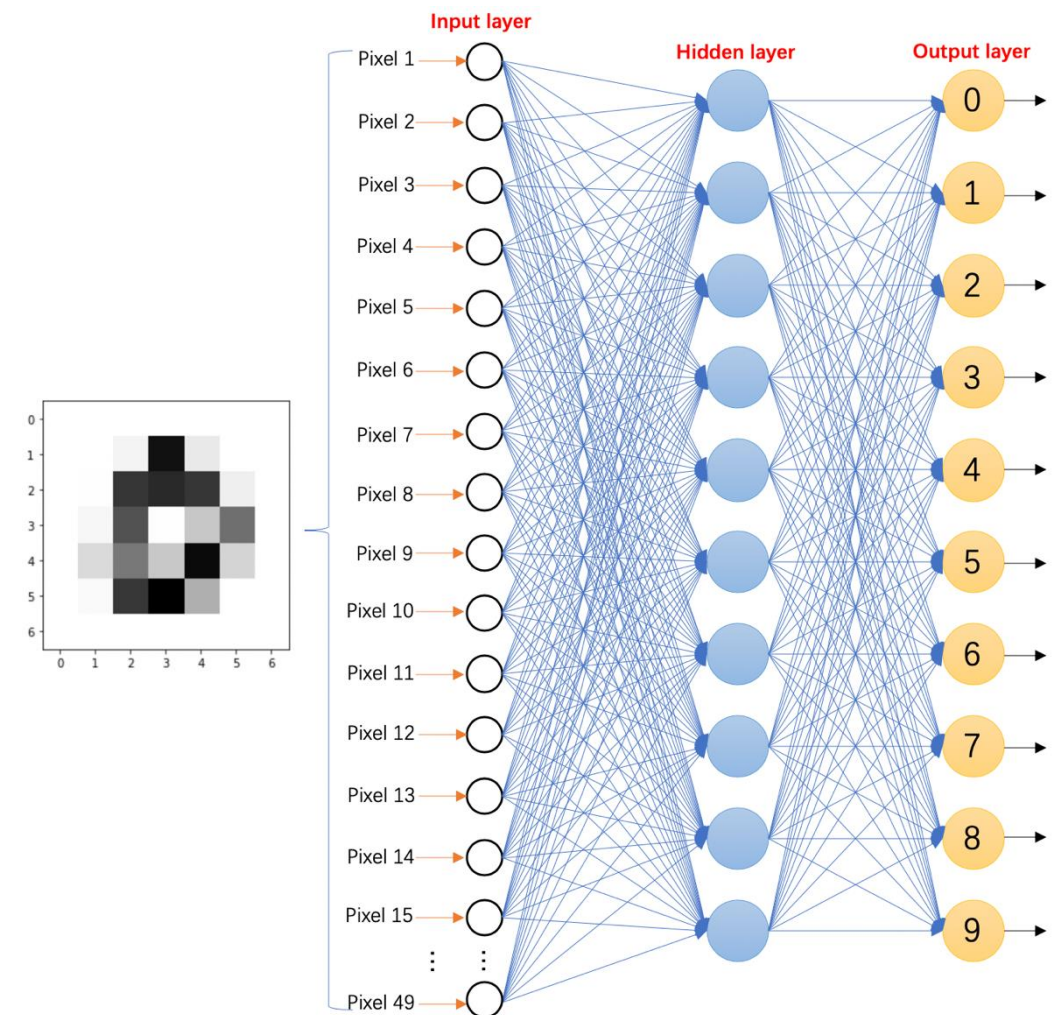 Input layer
Hidden layer
Output layer
Pixel 1
Pixel 2
Pixel 3
Pixel 4
Pixel 5
Pixel 6
Pixel 7
Pixel 8
Pixel 9
Pixel 10
Pixel 11
Pixel 12
Pixel 13
Pixel 14
Pixel 15
⋮ ⋮
Pixel 49
0
1
2
3
4
5
6
0 1 2 3 4 5 6
0
1
2
3
4
5
6
7
8
9